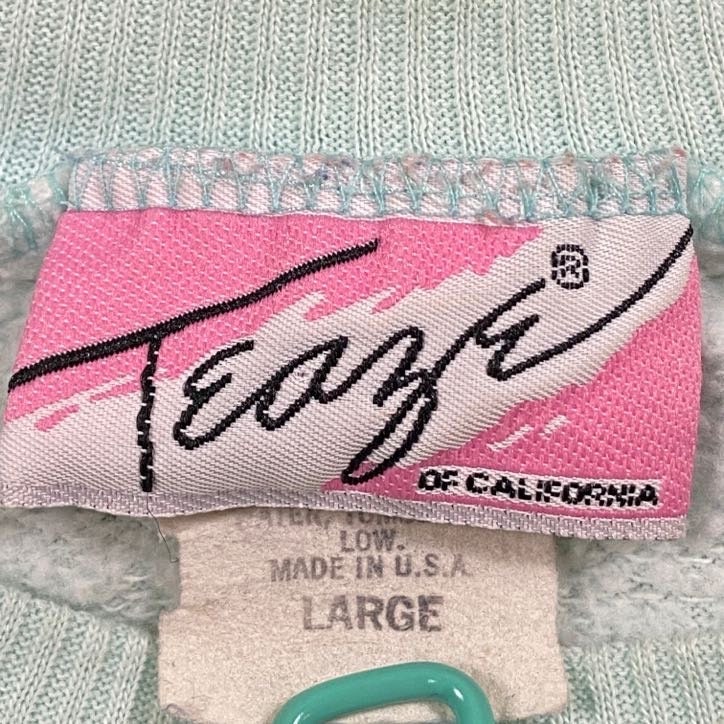 Teaze®
OF CALIFORNIA
LOW.
MADE IN U.S.A
LARGE